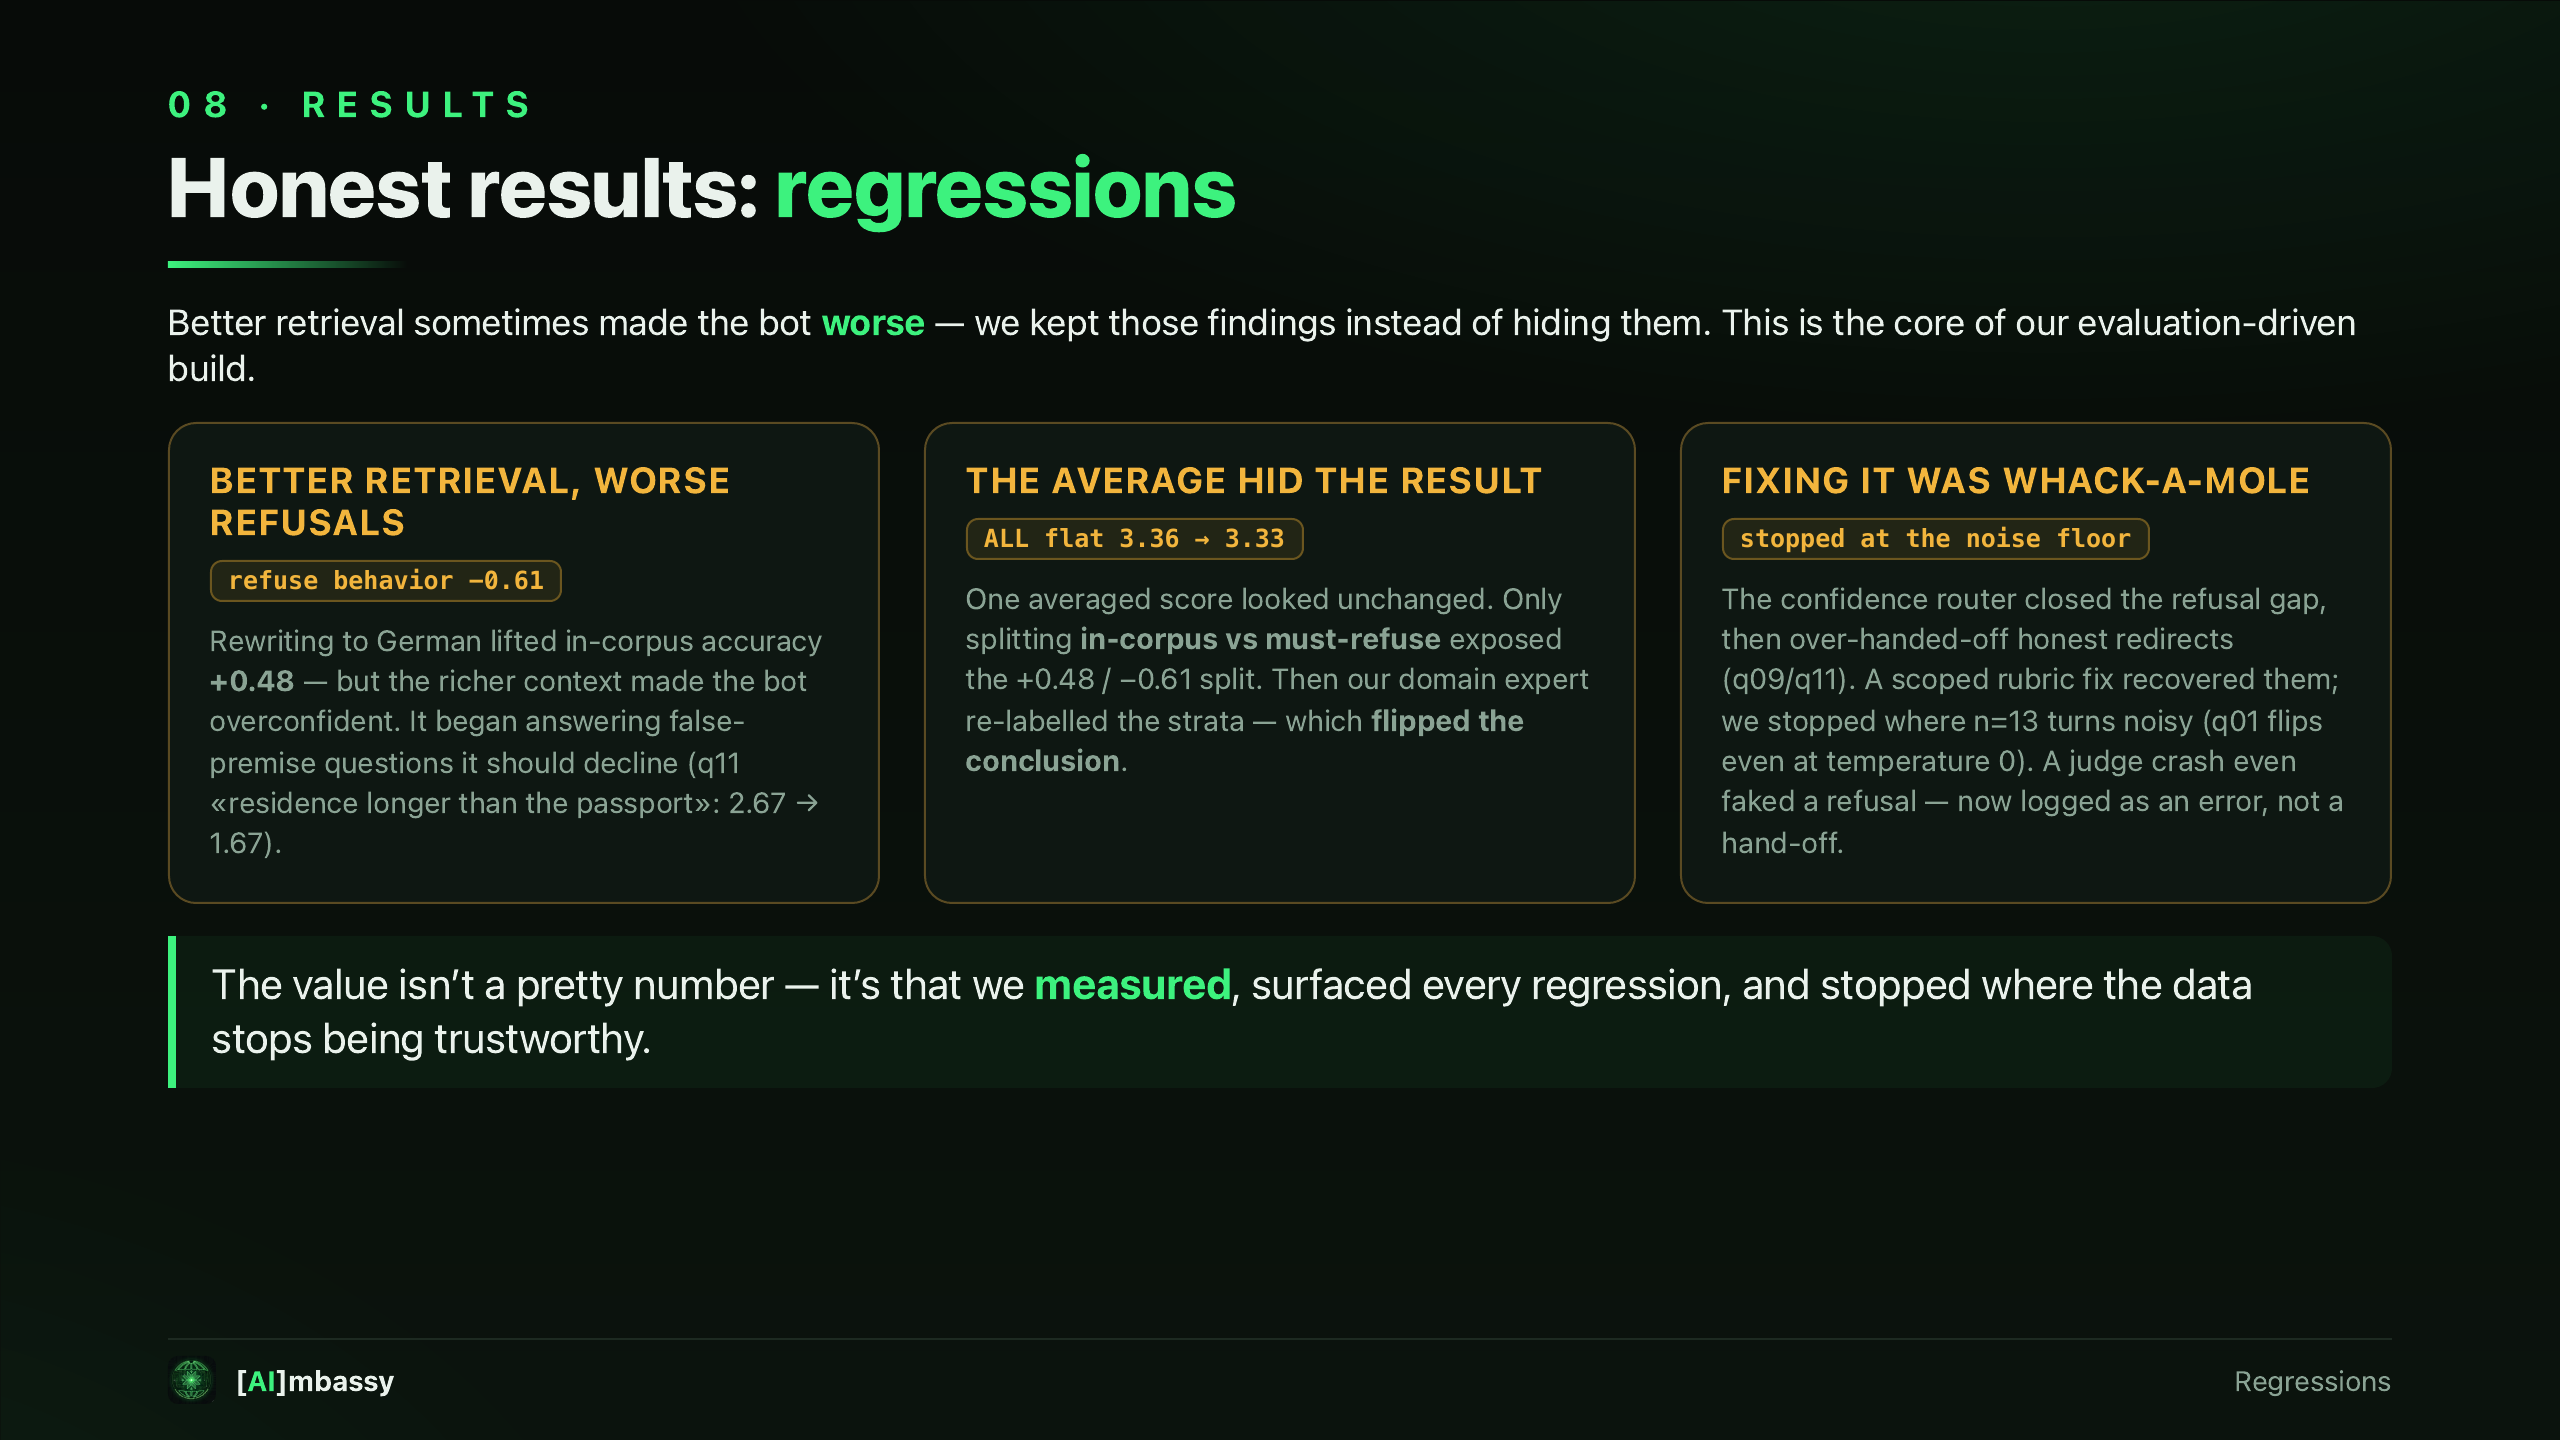 08 · RESULTS
Honest results: regressions
Better retrieval sometimes made the bot worse — we kept those findings instead of hiding them. This is the core of our evaluation-driven
build.
BETTER RETRIEVAL, WORSE
REFUSALS
refuse behavior −0.61
Rewriting to German lifted in-corpus accuracy
+0.48 — but the richer context made the bot
overconfident. It began answering false-
premise questions it should decline (q11
«residence longer than the passport»: 2.67 →
1.67).
THE AVERAGE HID THE RESULT
ALL flat 3.36 → 3.33
One averaged score looked unchanged. Only
splitting in-corpus vs must-refuse exposed
the +0.48 / −0.61 split. Then our domain expert
re-labelled the strata — which flipped the
conclusion.
FIXING IT WAS WHACK-A-MOLE
stopped at the noise floor
The confidence router closed the refusal gap,
then over-handed-off honest redirects
(q09/q11). A scoped rubric fix recovered them;
we stopped where n=13 turns noisy (q01 flips
even at temperature 0). A judge crash even
faked a refusal — now logged as an error, not a
hand-off.
The value isn’t a pretty number — it’s that we measured, surfaced every regression, and stopped where the data
stops being trustworthy.
[AI]mbassy
Regressions